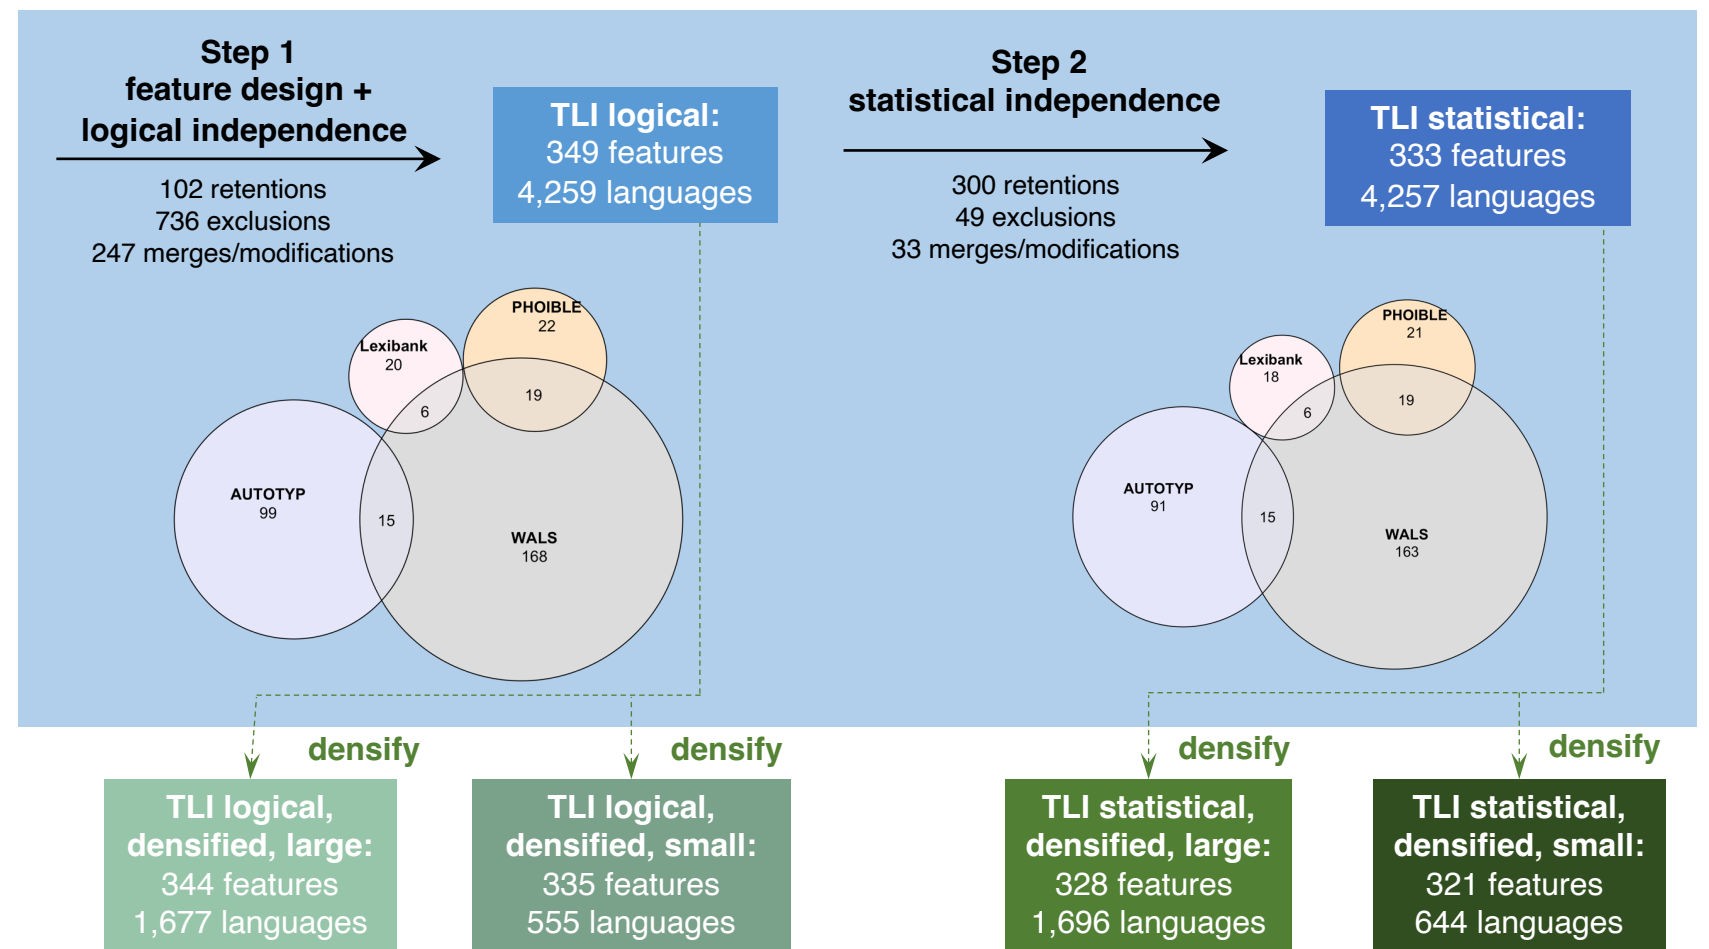 Step 1
feature design +
logical independence
102 retentions
736 exclusions
247 merges/modifications
TLI logical:
349 features
4,259 languages
Step 2
statistical independence
300 retentions
49 exclusions
33 merges/modifications
TLI statistical:
333 features
4,257 languages
PHOIBLE
22
Lexibank
20
19
6
AUTOTYP
99
15
WALS
168
PHOIBLE
21
Lexibank
18
19
6
AUTOTYP
91
15
WALS
163
densify
densify
densify
densify
TLI logical,
densified, large:
344 features
1,677 languages
TLI logical,
densified, small:
335 features
555 languages
TLI statistical,
densified, large:
328 features
1,696 languages
TLI statistical,
densified, small:
321 features
644 languages